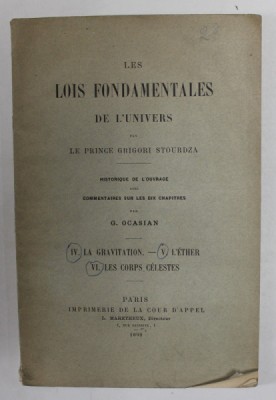 LES
LOIS FONDAMENTALES
DE L'UNIVERS
PAR
LE PRINCE GRIGORI STOURDZA
HISTORIQUE DE L'OUVRAGE
AVEC
COMMENTAIRES SUR LES DIX CHAPITRES
PAR
G. OCASIAN
IV. LA GRAVITATION. — V. L'ÉTHER
VI. LES CORPS CÉLESTES
PARIS
IMPRIMERIE DE LA COUR D'APPEL
L. MARETHEUX, Directeur